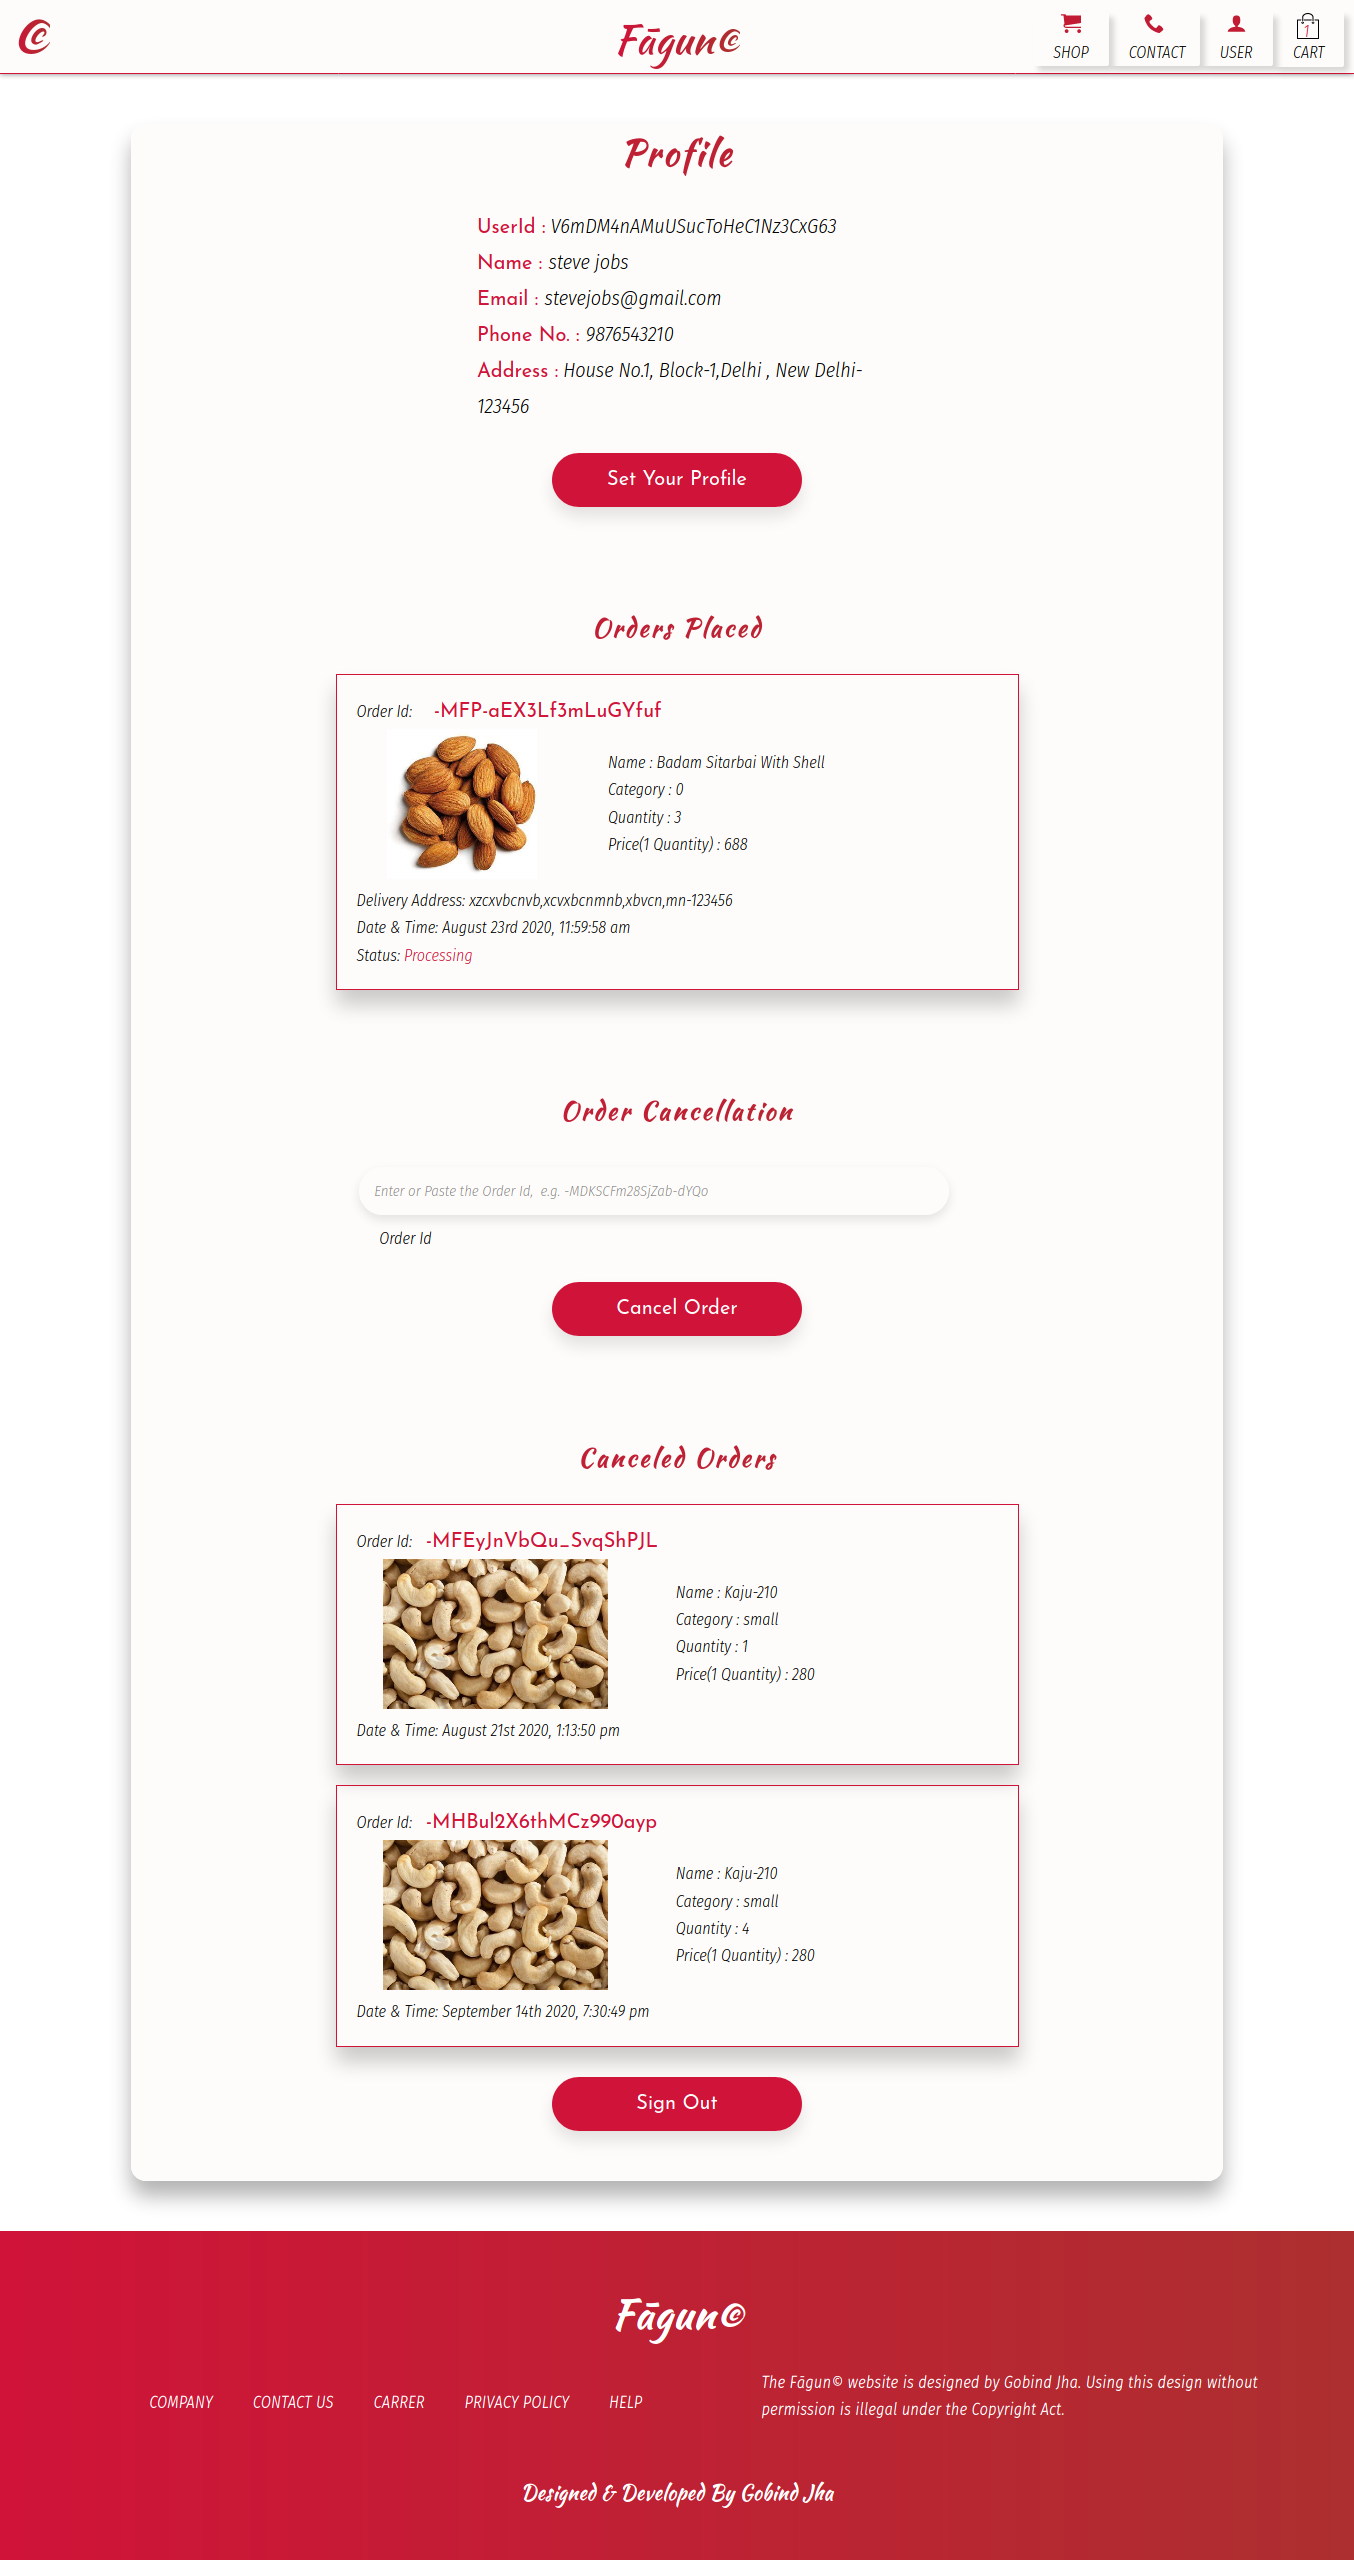 Fāgun©
SHOP
CONTACT
USER
1
CART
Profile
UserId : V6mDM4nAMuUSucToHeC1Nz3CxG63
Name : steve jobs
Email : stevejobs@gmail.com
Phone No. : 9876543210
Address : House No.1, Block-1,Delhi , New Delhi-
123456
Set Your Profile
Orders Placed
Order Id: -MFP-aEX3Lf3mLuGYfuf
Name : Badam Sitarbai With Shell
Category : 0
Quantity : 3
Price(1 Quantity) : 688
Delivery Address: xzcxvbcnvb,xcvxbcnmnb,xbvcn,mn-123456
Date & Time: August 23rd 2020, 11:59:58 am
Status: Processing
Order Cancellation
Enter or Paste the Order Id, e.g. -MDKSCFm28SjZab-dYQo
Order Id
Cancel Order
Canceled Orders
Order Id: -MFEyJnVbQu_SvqShPJL
Name : Kaju-210
Category : small
Quantity : 1
Price(1 Quantity) : 280
Date & Time: August 21st 2020, 1:13:50 pm
Order Id: -MHBul2X6thMCz990ayp
Name : Kaju-210
Category : small
Quantity : 4
Price(1 Quantity) : 280
Date & Time: September 14th 2020, 7:30:49 pm
Sign Out
Fāgun©
COMPANY CONTACT US CARRER PRIVACY POLICY HELP
The Fāgun© website is designed by Gobind Jha. Using this design without
permission is illegal under the Copyright Act.
Designed & Developed By Gobind Jha